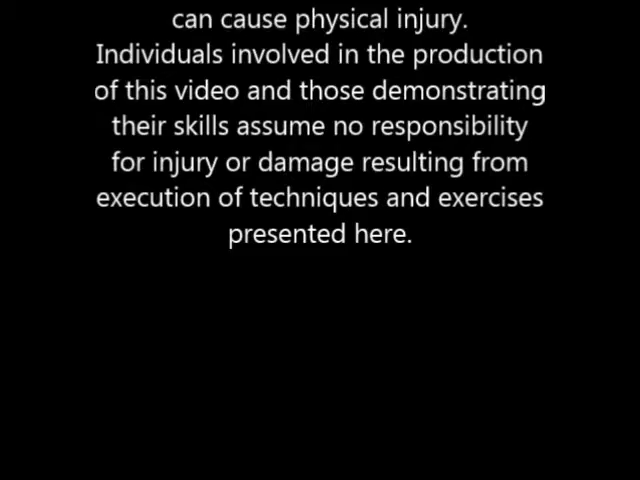 can cause physical injury.
Individuals involved in the production
of this video and those demonstrating
their skills assume no responsibility
for injury or damage resulting from
execution of techniques and exercises
presented here.